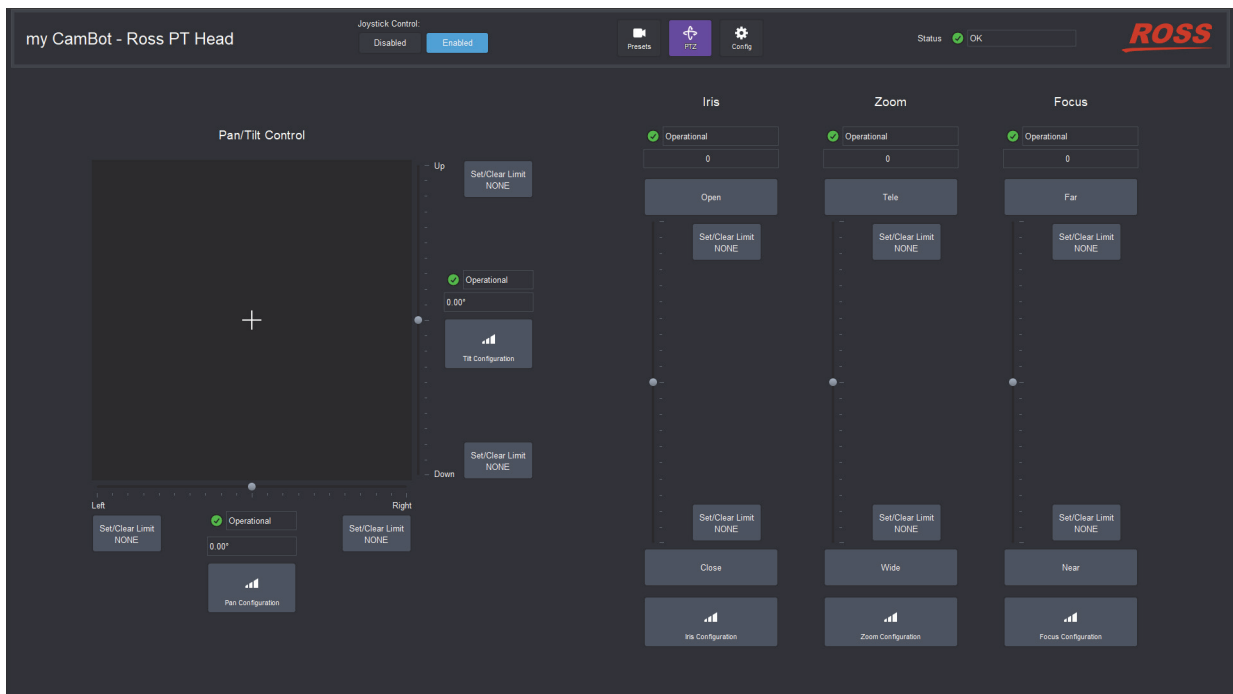 my CamBot - Ross PT Head
Joystick Control:
Disabled
Enabled
Presets
PTZ
Config
Status
OK
ROSS
Pan/Tilt Control
Up
Set/Clear Limit
NONE
Operational
0.00°
Tilt Configuration
Set/Clear Limit
NONE
Down
Left
Right
Set/Clear Limit
NONE
Operational
0.00°
Set/Clear Limit
NONE
Pan Configuration
Iris
Operational
0
Open
Set/Clear Limit
NONE
Set/Clear Limit
NONE
Close
Iris Configuration
Zoom
Operational
0
Tele
Set/Clear Limit
NONE
Set/Clear Limit
NONE
Wide
Zoom Configuration
Focus
Operational
0
Far
Set/Clear Limit
NONE
Set/Clear Limit
NONE
Near
Focus Configuration